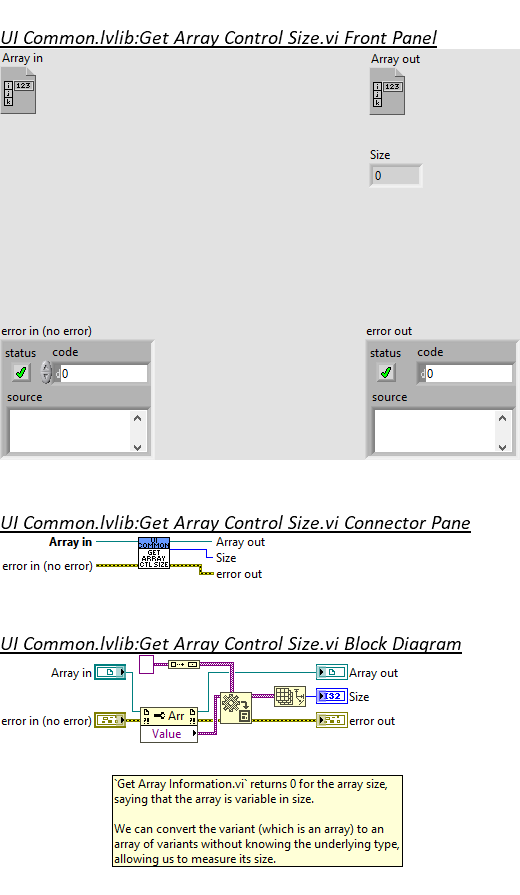 UI Common.lvlib:Get Array Control Size.vi Front Panel
Array in
Array out
i
j
k
123
i
j
k
123
Size
0
error in (no error)
error out
status code
status code
0
0
source
source
UI Common.lvlib:Get Array Control Size.vi Connector Pane
Array in
UI
COMMON
GET
ARRAY
CTL SIZE
Array out
Size
error in (no error)
error out
UI Common.lvlib:Get Array Control Size.vi Block Diagram
Array in
Array out
I32
Size
error in (no error)
Arr
error out
Value
`Get Array Information.vi` returns 0 for the array size,
saying that the array is variable in size.
We can convert the variant (which is an array) to an
array of variants without knowing the underlying type,
allowing us to measure its size.